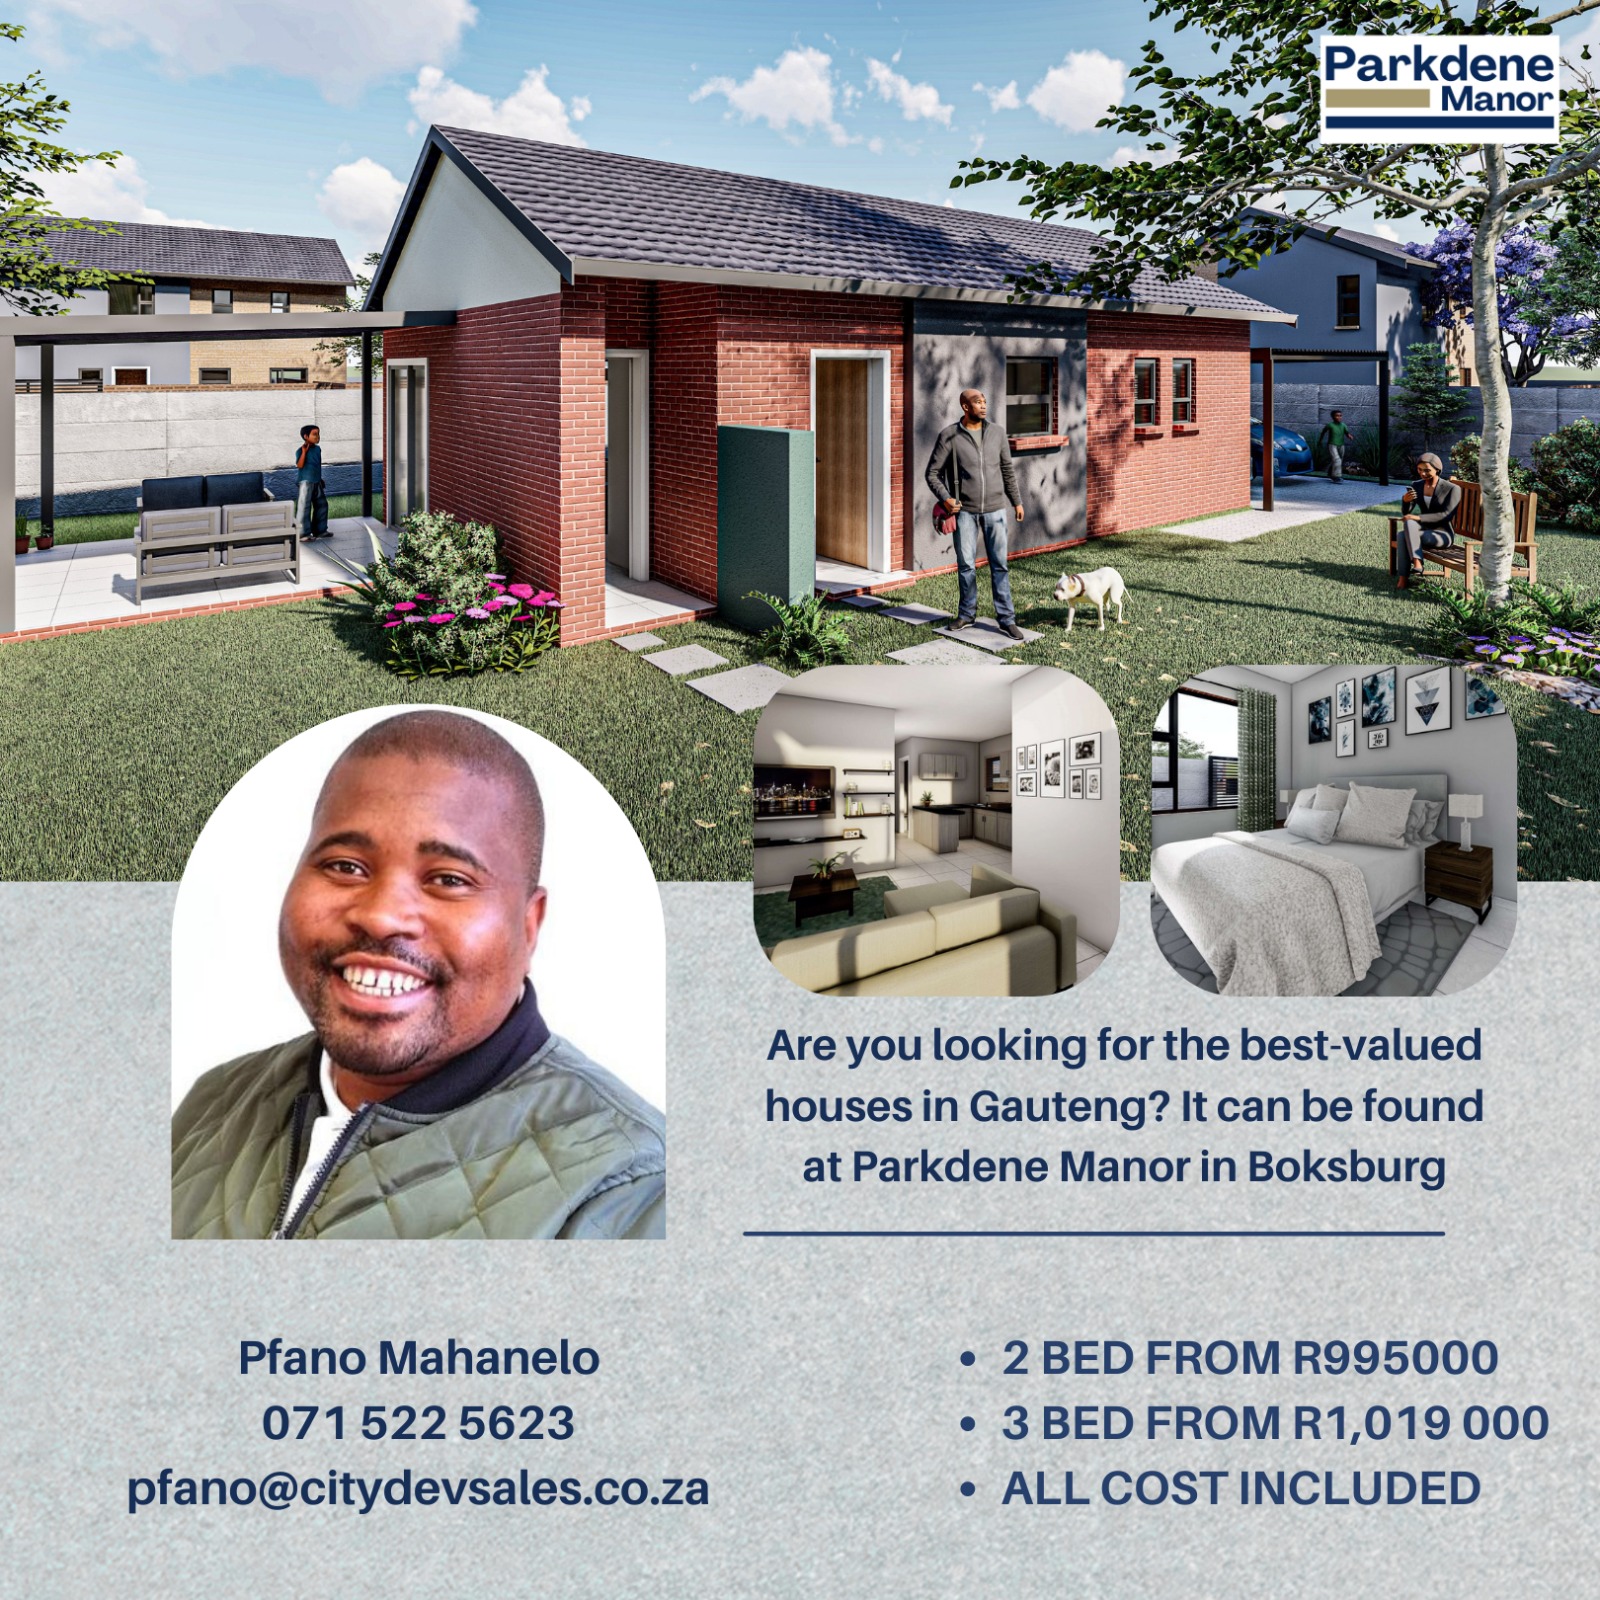 Parkdene
Manor
Are you looking for the best-valued
houses in Gauteng? It can be found
at Parkdene Manor in Boksburg
Pfano Mahanelo
071 522 5623
pfano@citydevsales.co.za
• 2 BED FROM R995000
• 3 BED FROM R1,019 000
• ALL COST INCLUDED